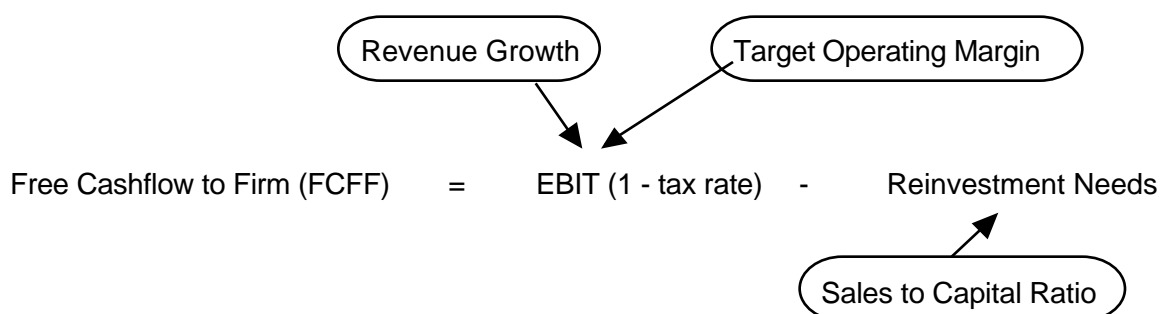 Revenue Growth Target Operating Margin
Free Cashflow to Firm (FCFF) = EBIT (1 - tax rate) - Reinvestment Needs
Sales to Capital Ratio